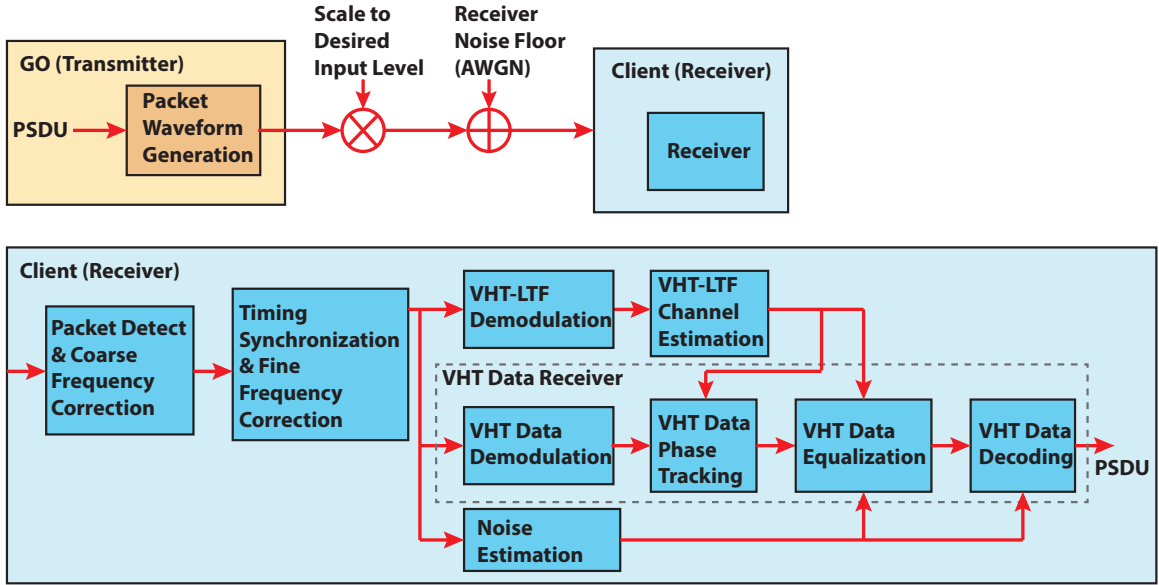 Scale to
Desired
Input Level
Receiver
Noise Floor
(AWGN)
GO (Transmitter)
PSDU
Packet
Waveform
Generation
Client (Receiver)
Receiver
Client (Receiver)
Packet Detect
& Coarse
Frequency
Correction
Timing
Synchronization
& Fine
Frequency
Correction
VHT-LTF
Demodulation
VHT-LTF
Channel
Estimation
VHT Data Receiver
VHT Data
Demodulation
VHT Data
Phase
Tracking
VHT Data
Equalization
VHT Data
Decoding
PSDU
Noise
Estimation